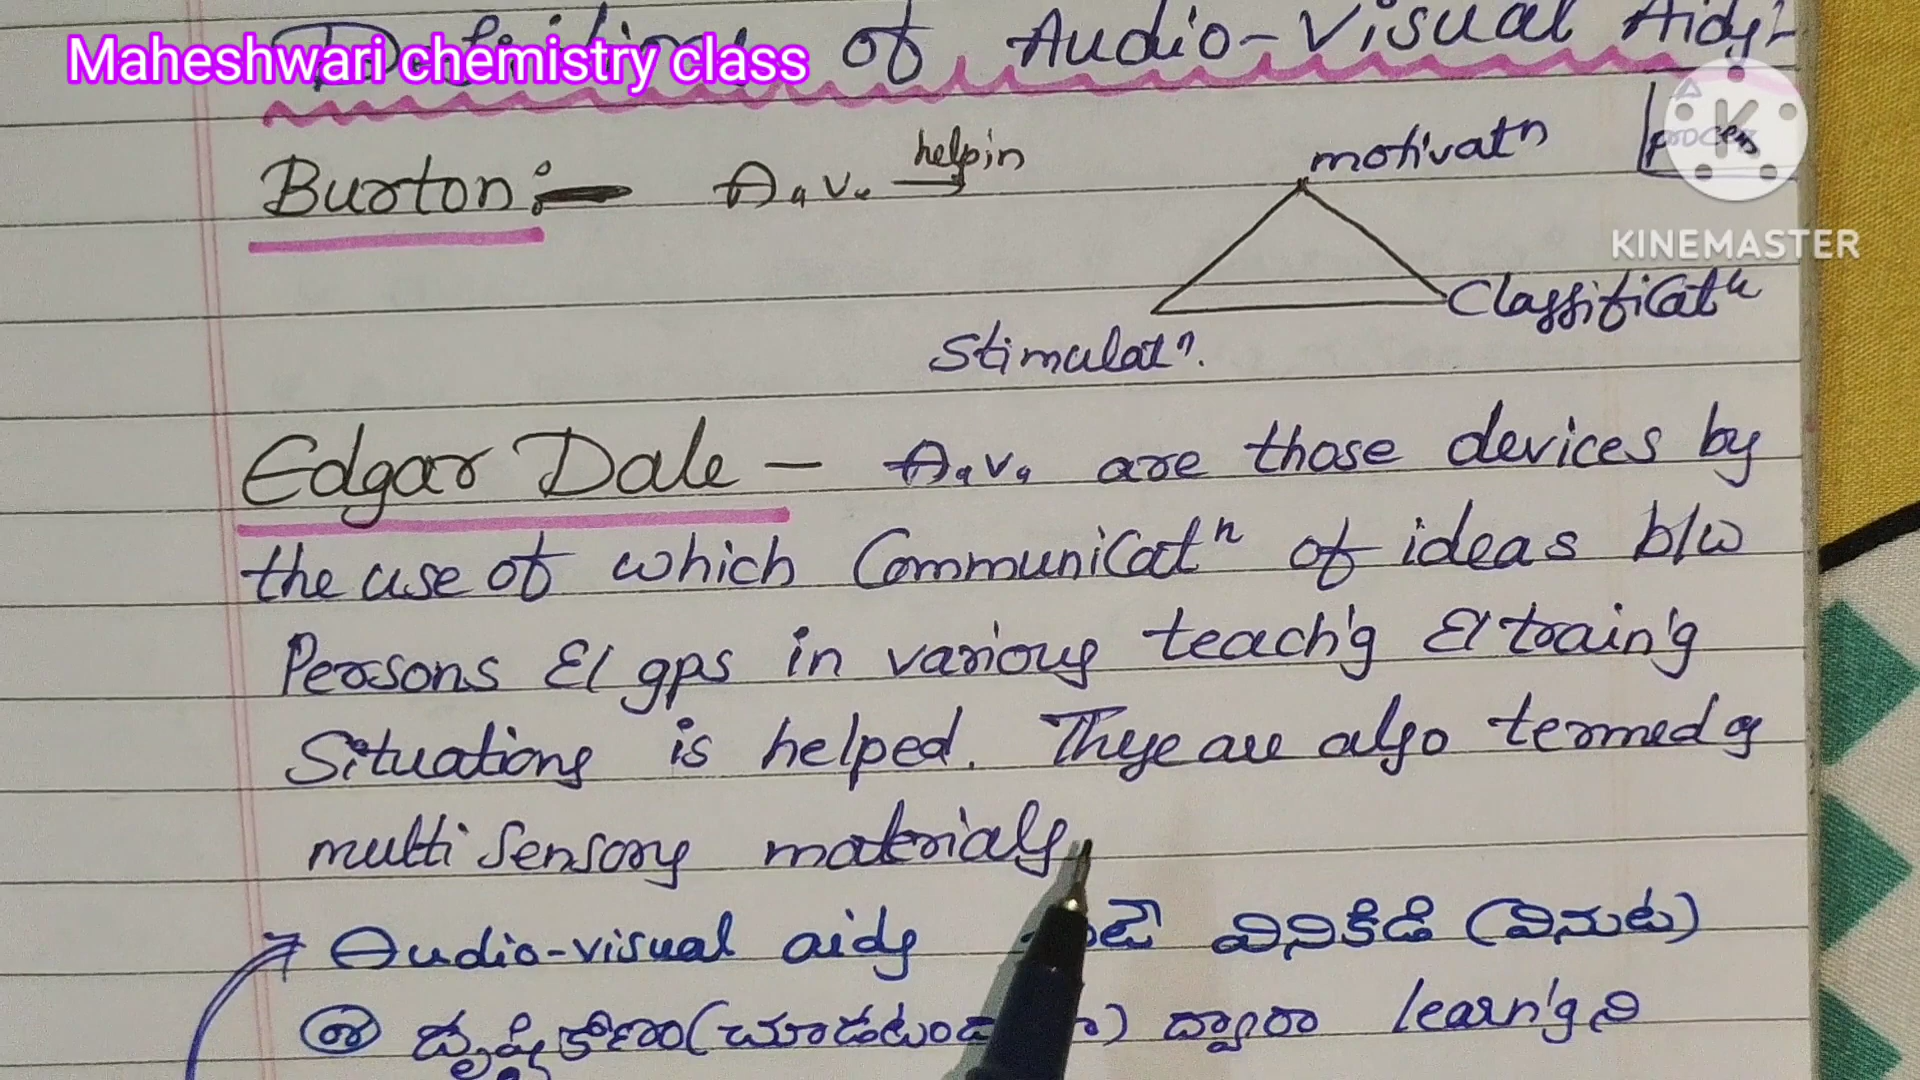 Maheshwari chemistry class
Definitions of Audio-Visual Aids:-
helpin
motivatⁿ
Burton:- A.V. →
KINEMASTER
Classificatⁿ
Stimulatⁿ.
Edgar Dale - A.V. are those devices by
the use of which Communicatⁿ of ideas b/w
Persons & gps in various teach'g & train'g
Situations is helped. These are also termed as
multi sensory materials.
→ Audio-visual aids వినికిడి (వినుట)
దృష్టికోణం ( ) ద్వారా learn'g ని